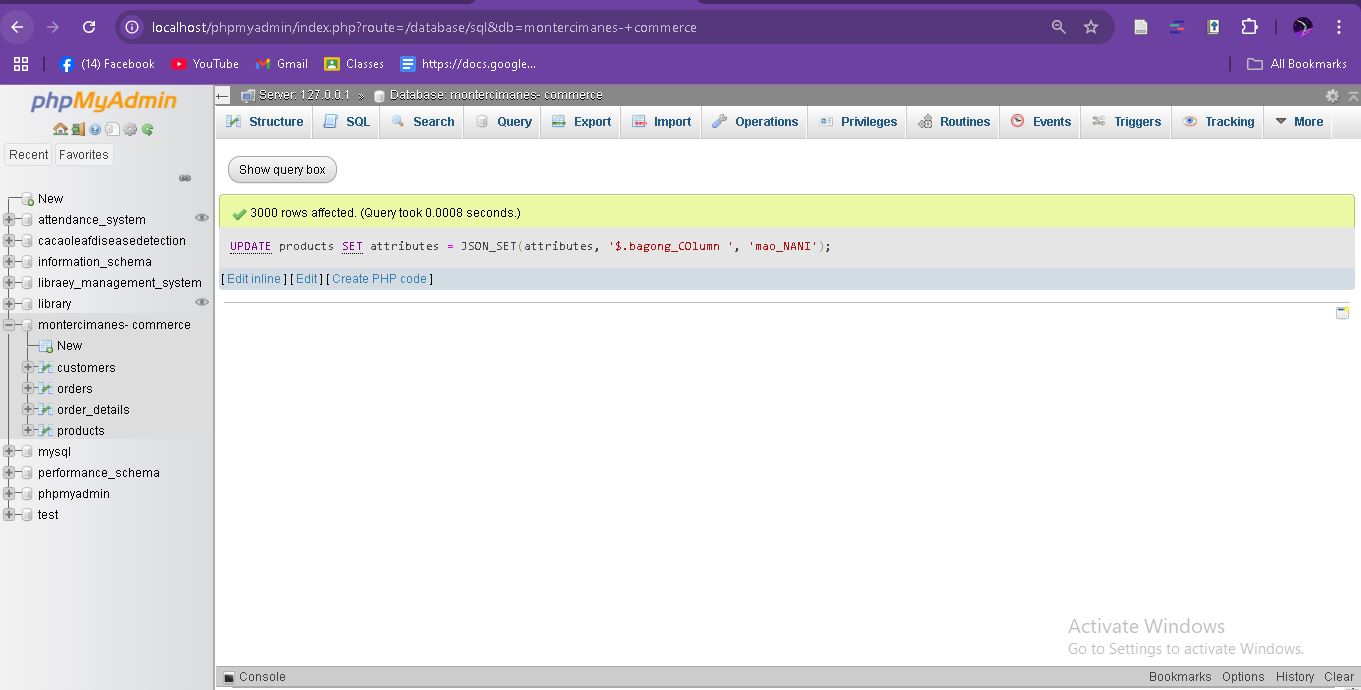 localhost/phpmyadmin/index.php?route=/database/sql&db=montercimanes-+commerce
(14) Facebook YouTube Gmail Classes https://docs.google... All Bookmarks
phpMyAdmin
Recent Favorites
New
attendance_system
cacaoleafdiseasedetection
information_schema
libraey_management_system
library
montercimanes- commerce
New
customers
orders
order_details
products
mysql
performance_schema
phpmyadmin
test
Server: 127.0.0.1 » Database: montercimanes- commerce
Structure SQL Search Query Export Import Operations Privileges Routines Events Triggers Tracking More
Show query box
3000 rows affected. (Query took 0.0008 seconds.)
UPDATE products SET attributes = JSON_SET(attributes, '$.bagong_COlumn ', 'mao_NANI');
[ Edit inline ] [ Edit ] [ Create PHP code ]
Activate Windows
Go to Settings to activate Windows.
Console Bookmarks Options History Clear